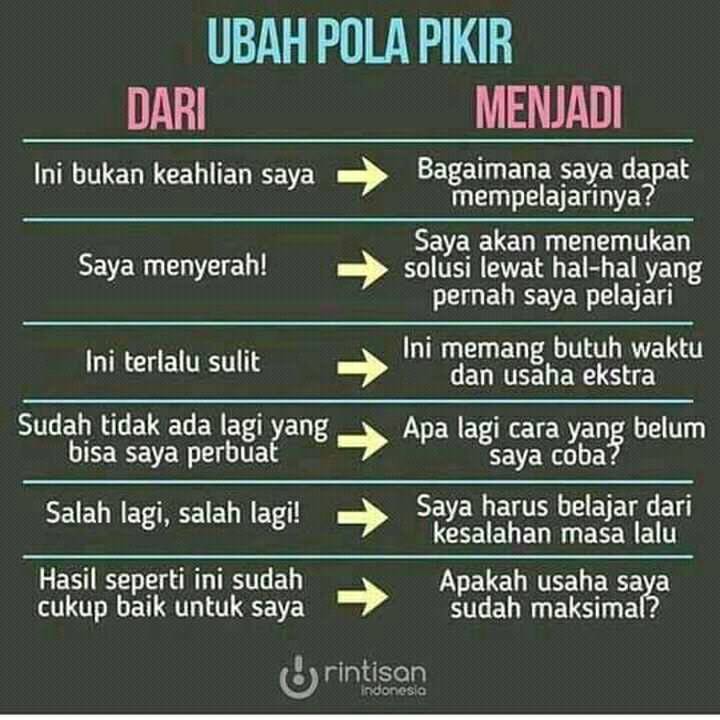 UBAH POLA PIKIR
DARI
MENJADI
Ini bukan keahlian saya
Bagaimana saya dapat
mempelajarinya?
Saya menyerah!
Saya akan menemukan
solusi lewat hal-hal yang
pernah saya pelajari
Ini terlalu sulit
Ini memang butuh waktu
dan usaha ekstra
Sudah tidak ada lagi yang
bisa saya perbuat
Apa lagi cara yang belum
saya coba?
Salah lagi, salah lagi!
Saya harus belajar dari
kesalahan masa lalu
Hasil seperti ini sudah
cukup baik untuk saya
Apakah usaha saya
sudah maksimal?
rintisan
Indonesia